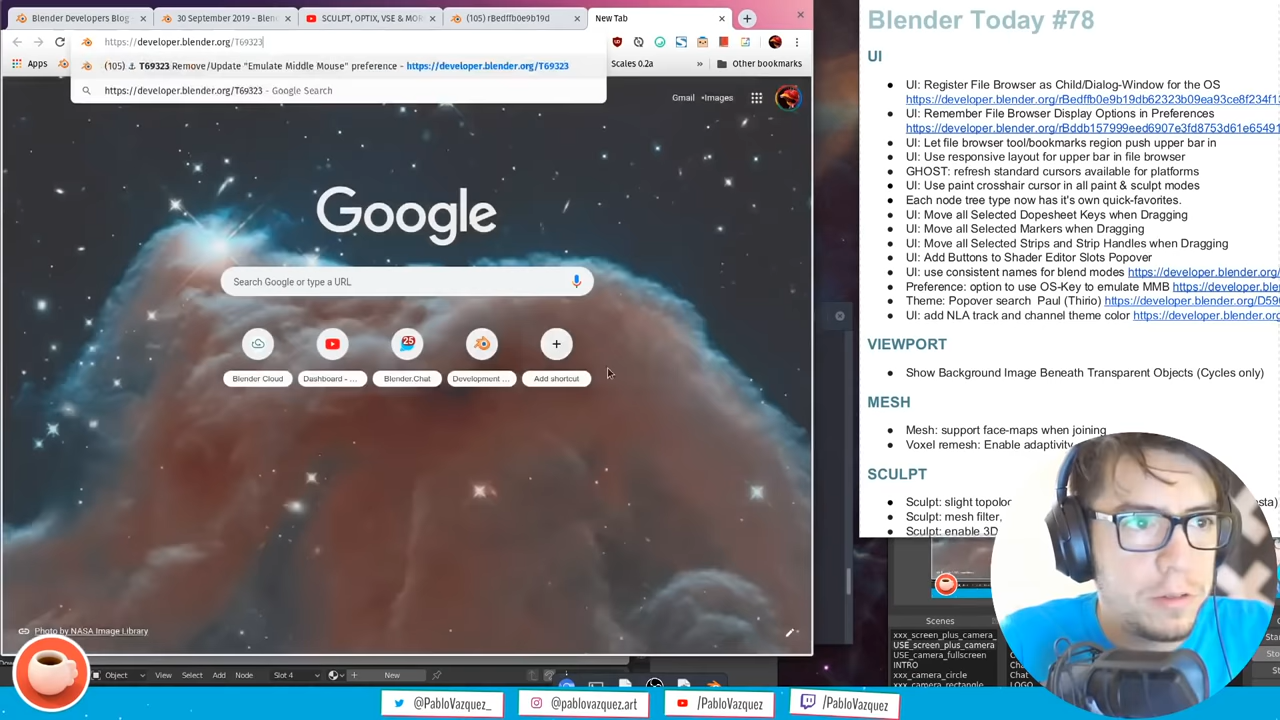 Blender Developers Blog
30 September 2019 - Blen
SCULPT, OPTIX, VSE & MOR
(105) rBedffb0e9b19d
New Tab
https://developer.blender.org/T69323
Apps
Scales 0.2a
»
Other bookmarks
(105) ⚓ T69323 Remove/Update "Emulate Middle Mouse" preference - https://developer.blender.org/T69323
https://developer.blender.org/T69323 - Google Search
Gmail
Images
Google
Search Google or type a URL
25
Blender Cloud
Dashboard - ...
Blender.Chat
Development ...
Add shortcut
Photo by NASA Image Library
Blender Today #78
UI
● UI: Register File Browser as Child/Dialog-Window for the OS
https://developer.blender.org/rBedffb0e9b19db62323b09ea93ce8f234f1
● UI: Remember File Browser Display Options in Preferences
https://developer.blender.org/rBddb157999eed6907e3fd8753d61e65491
● UI: Let file browser tool/bookmarks region push upper bar in
● UI: Use responsive layout for upper bar in file browser
● GHOST: refresh standard cursors available for platforms
● UI: Use paint crosshair cursor in all paint & sculpt modes
● Each node tree type now has it's own quick-favorites.
● UI: Move all Selected Dopesheet Keys when Dragging
● UI: Move all Selected Markers when Dragging
● UI: Move all Selected Strips and Strip Handles when Dragging
● UI: Add Buttons to Shader Editor Slots Popover
● UI: use consistent names for blend modes https://developer.blender.org/
● Preference: option to use OS-Key to emulate MMB https://developer.ble
● Theme: Popover search Paul (Thirio) https://developer.blender.org/D59
● UI: add NLA track and channel theme color https://developer.blender.org
VIEWPORT
● Show Background Image Beneath Transparent Objects (Cycles only)
MESH
● Mesh: support face-maps when joining
● Voxel remesh: Enable adaptivity
SCULPT
● Sculpt: slight topolo
● Sculpt: mesh filter,
● Sculpt: enable 3D
Scenes
xxx_screen_plus_camera_
USE_screen_plus_camera
USE_camera_fullscreen
INTRO
xxx_camera_circle
Object
View
Select
Add
Node
Slot 4
New
@PabloVazquez_
@pablovazquez.art
/PabloVazquez
/PabloVazquez